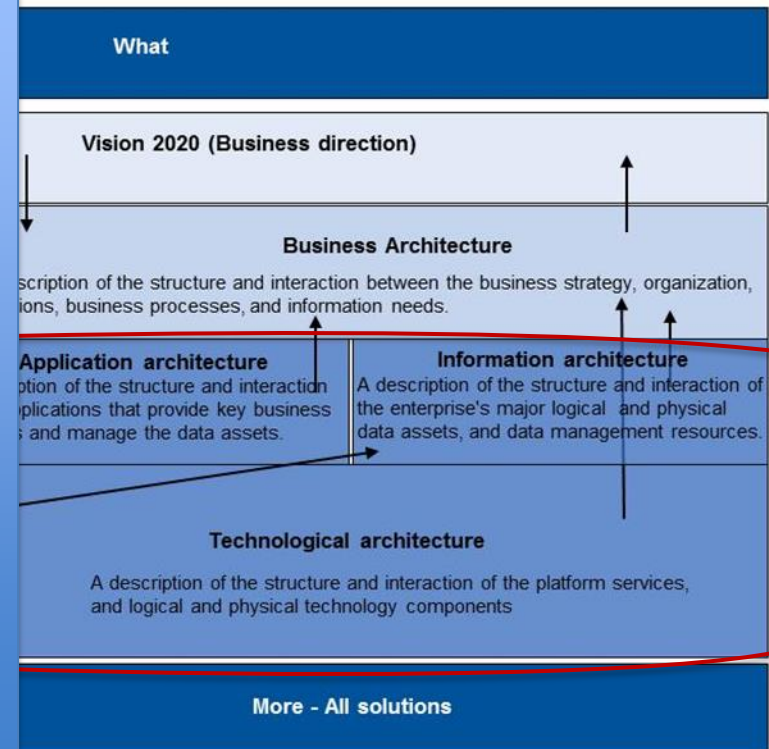 What
Vision 2020 (Business direction)
Business Architecture
scription of the structure and interaction between the business strategy, organization,
ions, business processes, and information needs.
Application architecture
ption of the structure and interaction
plications that provide key business
s and manage the data assets.
Information architecture
A description of the structure and interaction of
the enterprise's major logical and physical
data assets, and data management resources.
Technological architecture
A description of the structure and interaction of the platform services,
and logical and physical technology components
More - All solutions